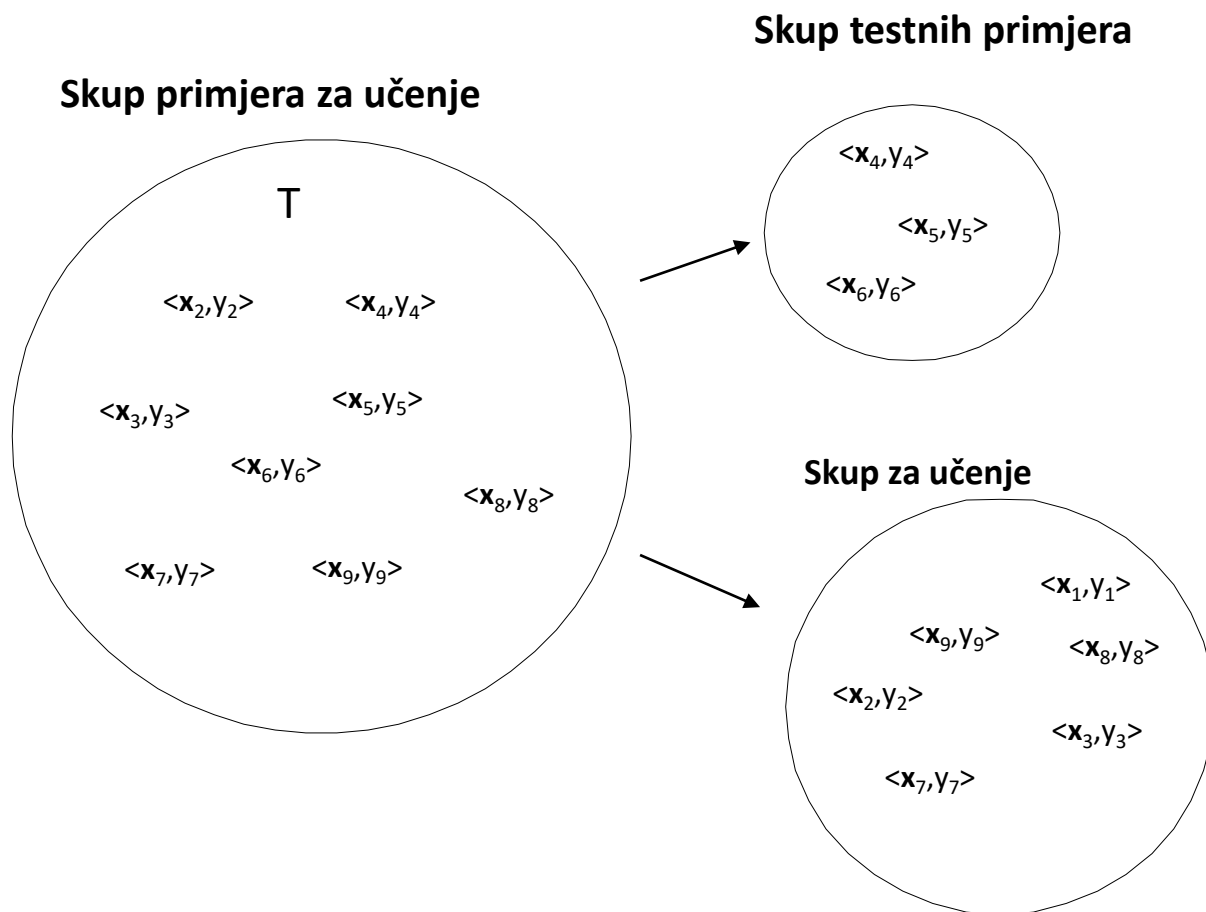 Skup testnih primjera
Skup primjera za učenje
T
<x₂,y₂>
<x₄,y₄>
<x₃,y₃>
<x₅,y₅>
<x₆,y₆>
<x₈,y₈>
<x₇,y₇>
<x₉,y₉>
<x₄,y₄>
<x₅,y₅>
<x₆,y₆>
Skup za učenje
<x₁,y₁>
<x₉,y₉>
<x₈,y₈>
<x₂,y₂>
<x₃,y₃>
<x₇,y₇>